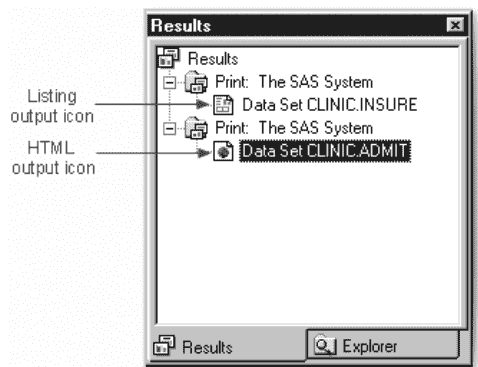 Results
Results
Print: The SAS System
Listing
output icon
Data Set CLINIC.INSURE
Print: The SAS System
HTML
output icon
Data Set CLINIC.ADMIT
Results
Explorer